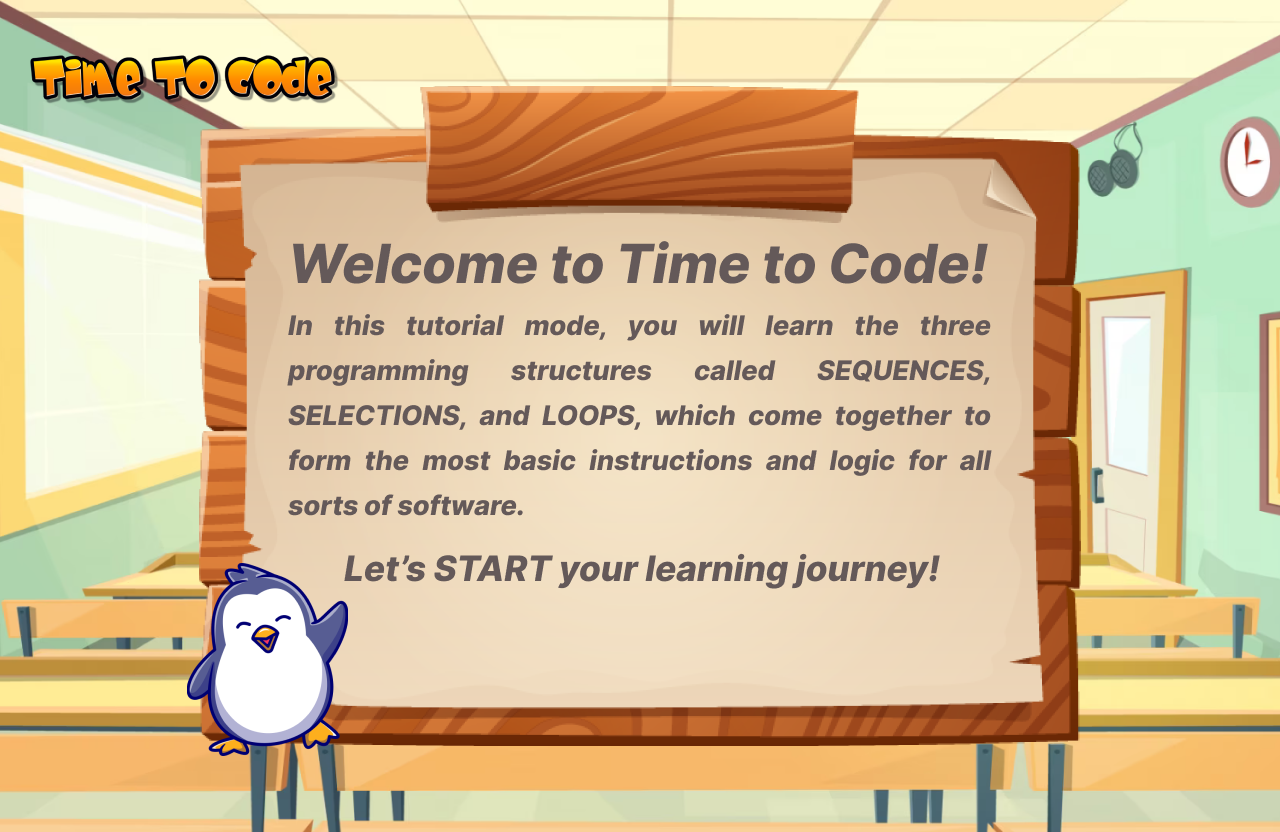 Time To Code
Welcome to Time to Code!
In this tutorial mode, you will learn the three
programming structures called SEQUENCES,
SELECTIONS, and LOOPS, which come together to
form the most basic instructions and logic for all
sorts of software.
Let’s START your learning journey!